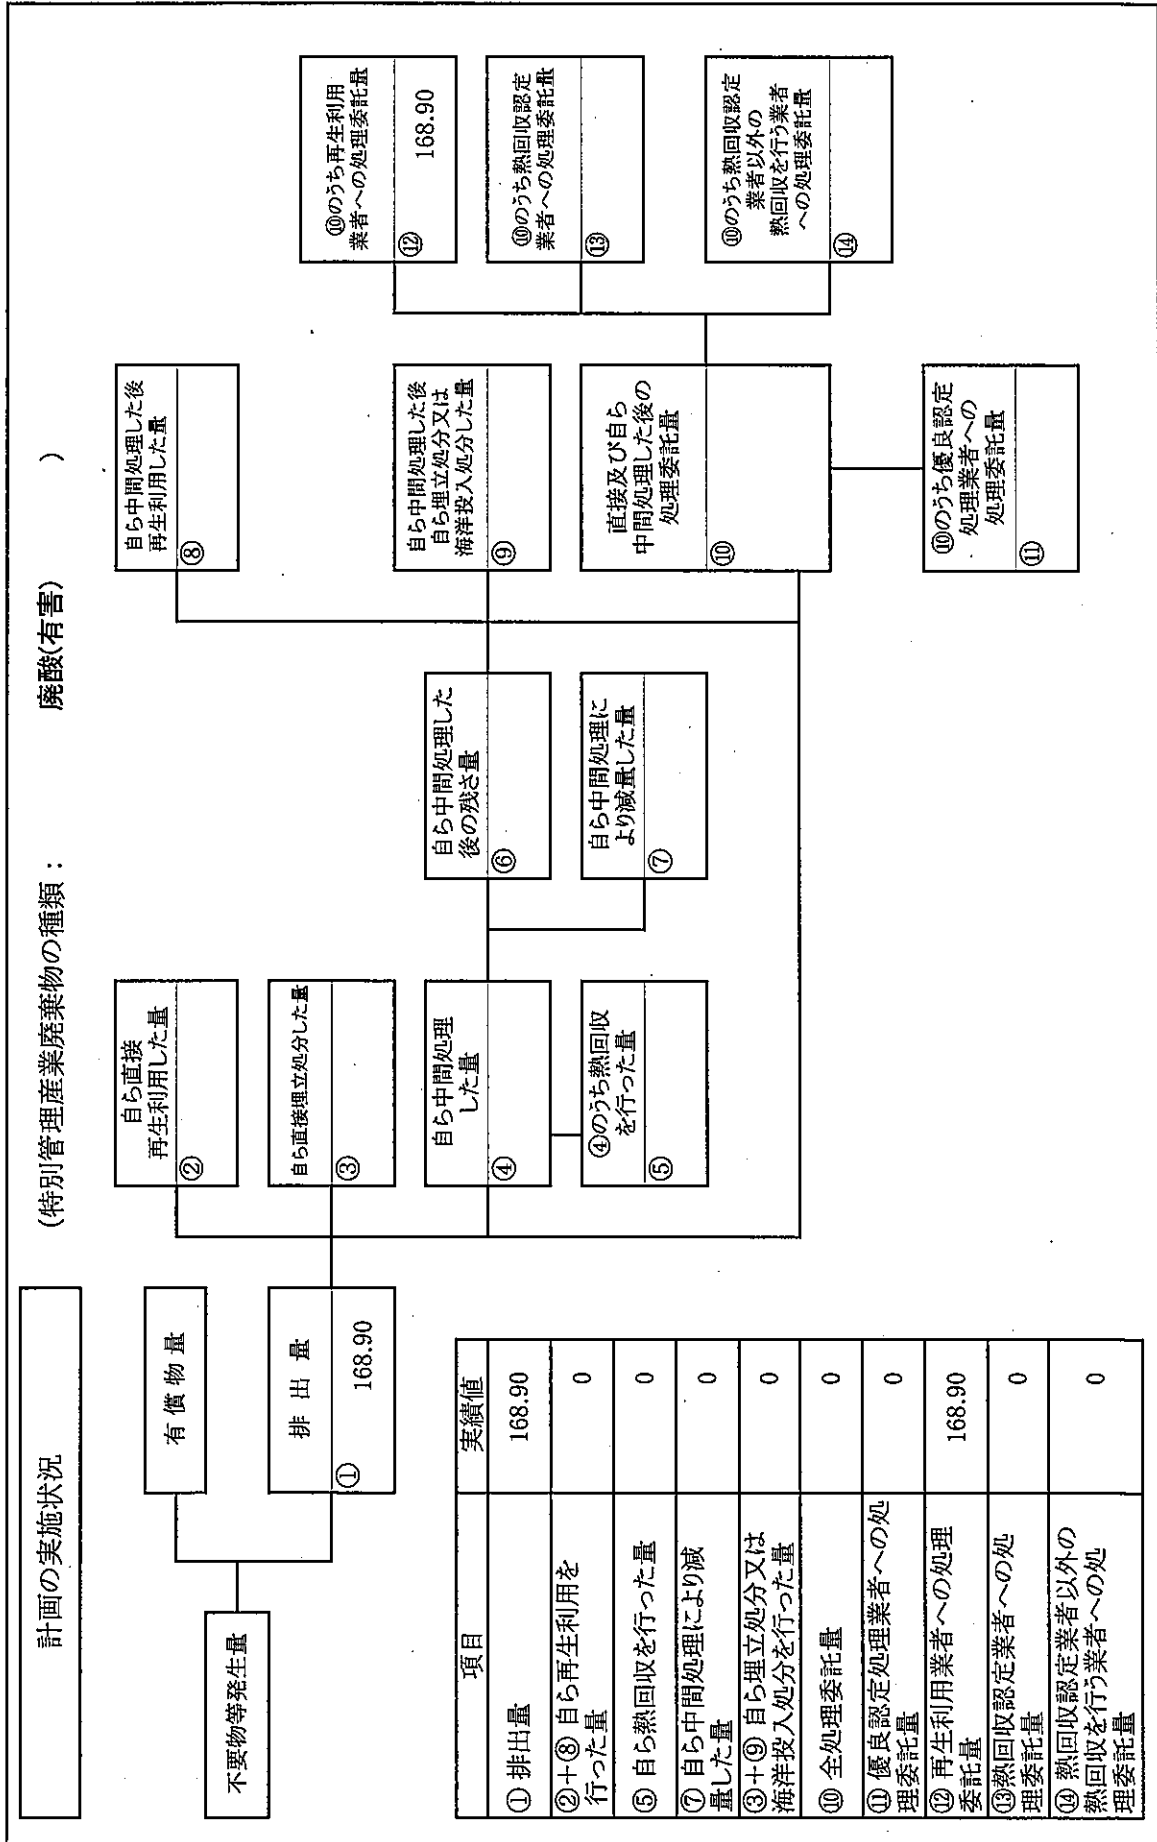 計画の実施状況
(特別管理産業廃棄物の種類：　廃酸(有害)　)
不要物等発生量
有償物量
排出量
① 168.90
自ら直接
再生利用した量
②
自ら直接埋立処分した量
③
自ら中間処理
した量
④
④のうち熱回収
を行った量
⑤
自ら中間処理した
後の残さ量
⑥
自ら中間処理に
より減量した量
⑦
自ら中間処理した後
再生利用した量
⑧
自ら中間処理した後
自ら埋立処分又は
海洋投入処分した量
⑨
直接及び自ら
中間処理した後の
処理委託量
⑩
⑩のうち優良認定
処理業者への
処理委託量
⑪
⑩のうち再生利用
業者への処理委託量
⑫ 168.90
⑩のうち熱回収認定
業者への処理委託量
⑬
⑩のうち熱回収認定
業者以外の
熱回収を行う業者
への処理委託量
⑭
項目 実績値
① 排出量 168.90
②＋⑧ 自ら再生利用を
行った量 0
⑤ 自ら熱回収を行った量 0
⑦ 自ら中間処理により減
量した量 0
③＋⑨ 自ら埋立処分又は
海洋投入処分を行った量 0
⑩ 全処理委託量 0
⑪ 優良認定処理業者への処
理委託量 0
⑫ 再生利用業者への処理
委託量 168.90
⑬熱回収認定業者への処
理委託量 0
⑭ 熱回収認定業者以外の
熱回収を行う業者への処
理委託量 0